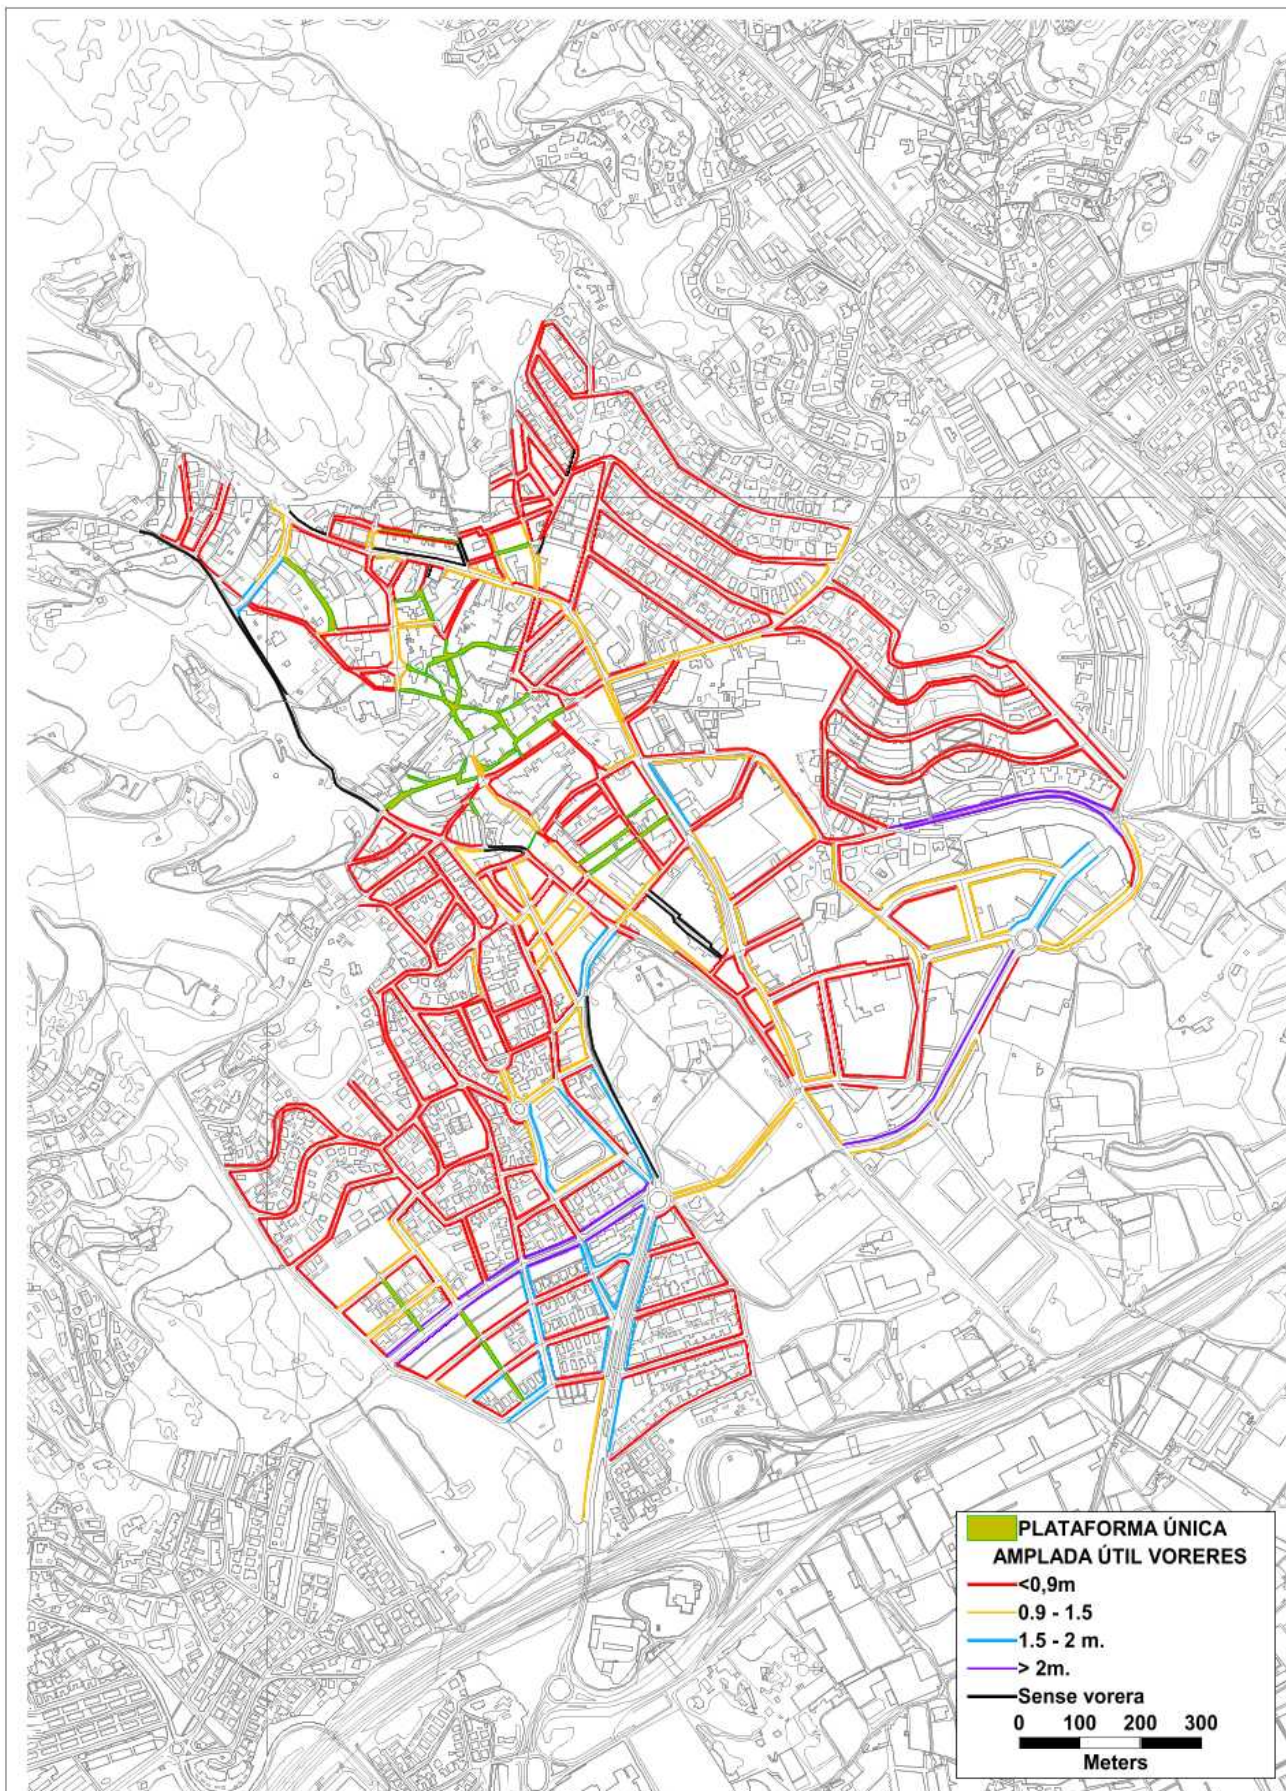 PLATAFORMA ÚNICA
AMPLADA ÚTIL VORERES
<0,9m
0.9 - 1.5
1.5 - 2 m.
> 2m.
Sense vorera
0 100 200 300
Meters